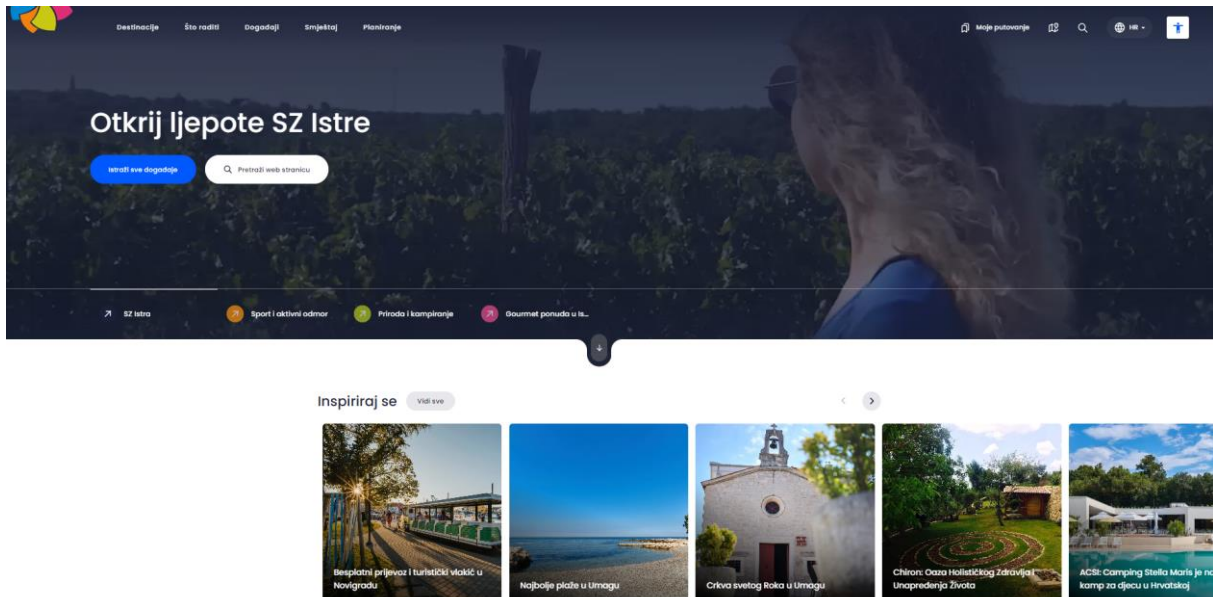 Destinacije
Što raditi
Događaji
Smještaj
Planiranje
Moje putovanje
HR
Otkrij ljepote SZ Istre
Istraži sve događaje
Pretraži web stranicu
SZ Istra
Sport i aktivni odmor
Priroda i kampiranje
Gourmet ponuda u Is...
Inspiriraj se
Vidi sve
Besplatni prijevoz i turistički vlakić u
Novigradu
Najbolje plaže u Umagu
Crkva svetog Roka u Umagu
Chiron: Oaza Holističkog Zdravlja i
Unapređenja Života
ACSI: Camping Stella Maris je
kamp za djecu u Hrvatskoj